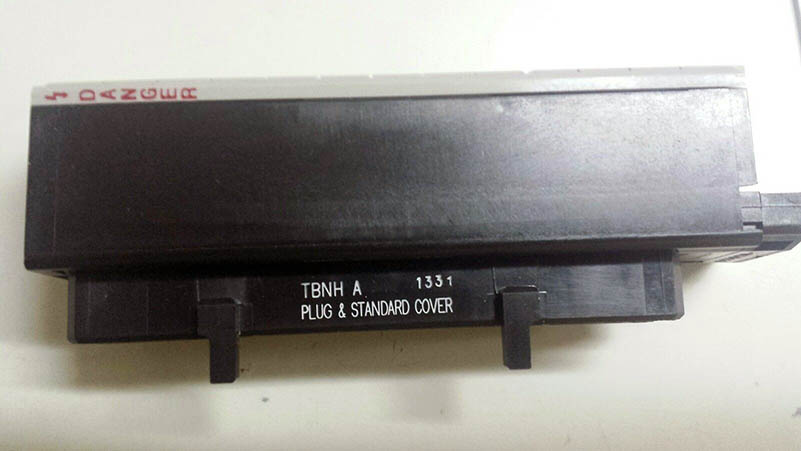 DANGER
TBNH A 1331
PLUG & STANDARD COVER